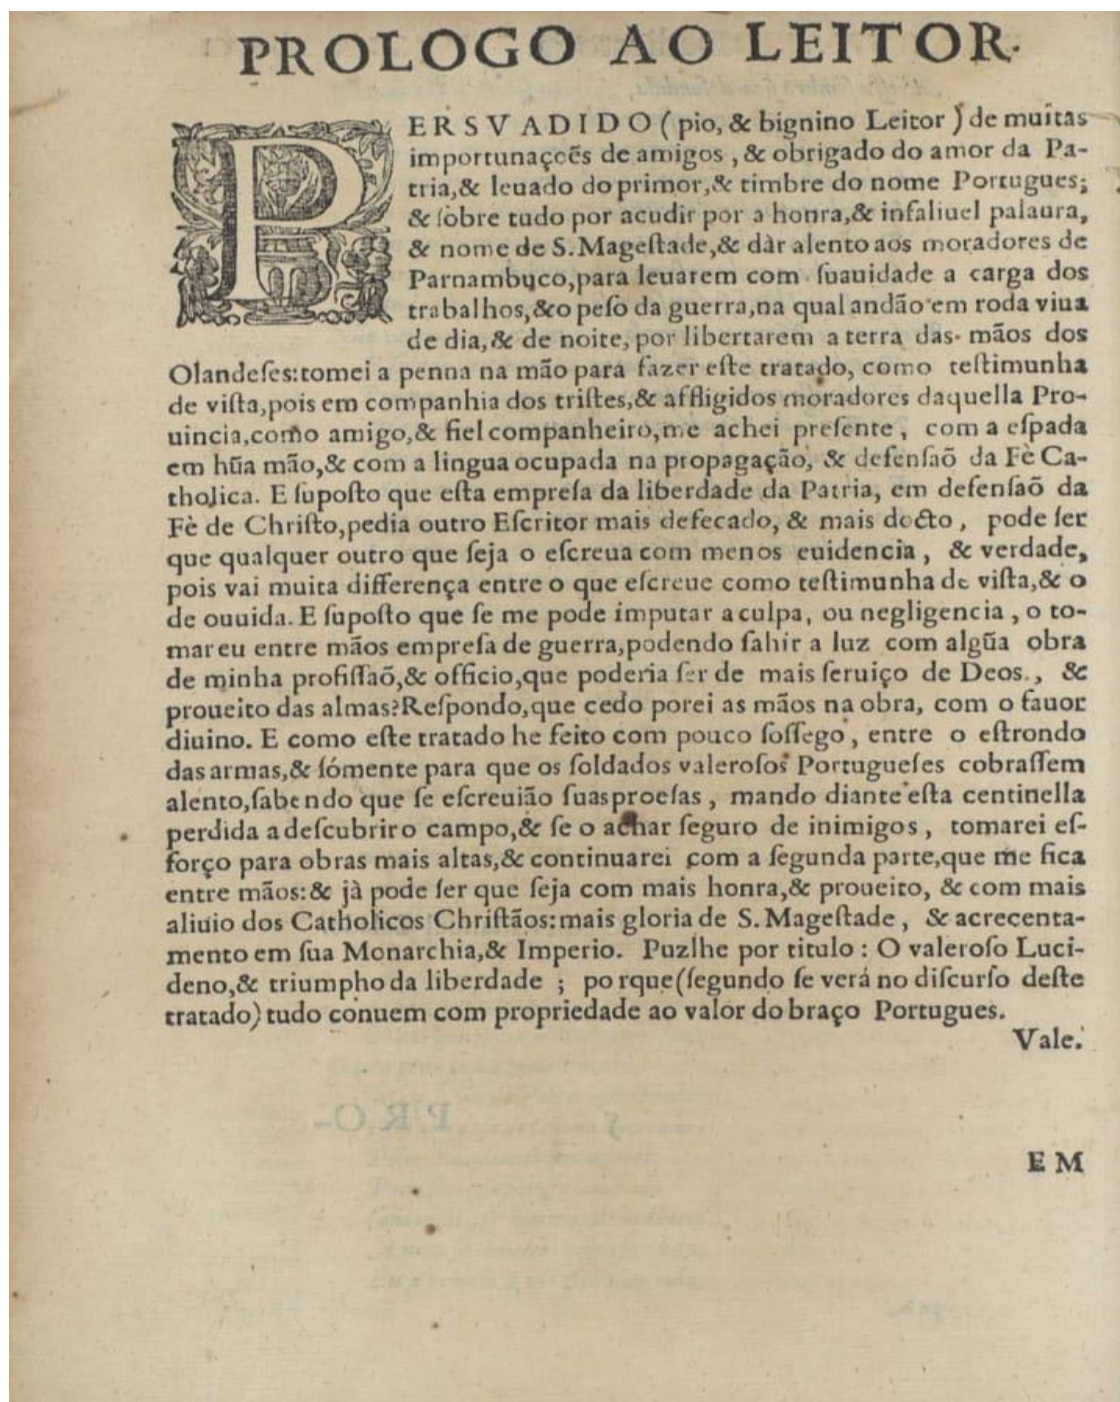 PROLOGO AO LEITOR.
PERSVADIDO (pio, & bignino Leitor) de muitas
importunaçcẽs de amigos, & obrigado do amor da Pa-
tria,& leuado do primor,& timbre do nome Portugues;
& ſobre tudo por acudir por a honra,& infaliuel palaura,
& nome de S.Mageſtade,& dàr alento aos moradores de
Parnambuco,para leuarem com ſuauidade a carga dos
trabalhos,&o peſo da guerra,na qual andão em roda viua
de dia,& de noite, por libertarem a terra das mãos dos
Olandeſes:tomei a penna na mão para fazer eſte tratado, como teſtimunha
de viſta,pois em companhia dos triſtes,& affligidos moradores daquella Pro-
uincia,como amigo,& fiel companheiro,me achei preſente, com a eſpada
em hũa mão,& com a lingua ocupada na propagação, & defenſaõ da Fè Ca-
tholica. E ſupoſto que eſta empreſa da liberdade da Patria, em defenſaõ da
Fè de Chriſto,pedia outro Eſcritor mais defecado, & mais docto, pode ſer
que qualquer outro que ſeja o eſcreua com menos euidencia, & verdade,
pois vai muita differença entre o que eſcreue como teſtimunha de viſta,& o
de ouuida. E ſupoſto que ſe me pode imputar a culpa, ou negligencia, o to-
mar eu entre mãos empreſa de guerra,podendo ſahir a luz com algũa obra
de minha profiſſaõ,& officio,que poderia ſer de mais ſeruiço de Deos., &
proueito das almas?Reſpondo,que cedo porei as mãos na obra, com o fauor
diuino. E como eſte tratado he feito com pouco ſoſſego, entre o eſtrondo
das armas,& ſómente para que os ſoldados valeroſos Portugueſes cobraſſem
alento,ſabendo que ſe eſcreuião ſuas proeſas, mando diante eſta centinella
perdida a deſcubrir o campo,& ſe o achar ſeguro de inimigos, tomarei eſ-
forço para obras mais altas,& continuarei com a ſegunda parte,que me fica
entre mãos:& jà pode ſer que ſeja com mais honra,& proueito, & com mais
aliuio dos Catholicos Chriſtãos:mais gloria de S. Mageſtade, & acrecenta-
mento em ſua Monarchia,& Imperio. Puzlhe por titulo : O valeroſo Luci-
deno,& triumpho da liberdade ; porque(ſegundo ſe verá no diſcurſo deſte
tratado) tudo conuem com propriedade ao valor do braço Portugues.
Vale.
EM